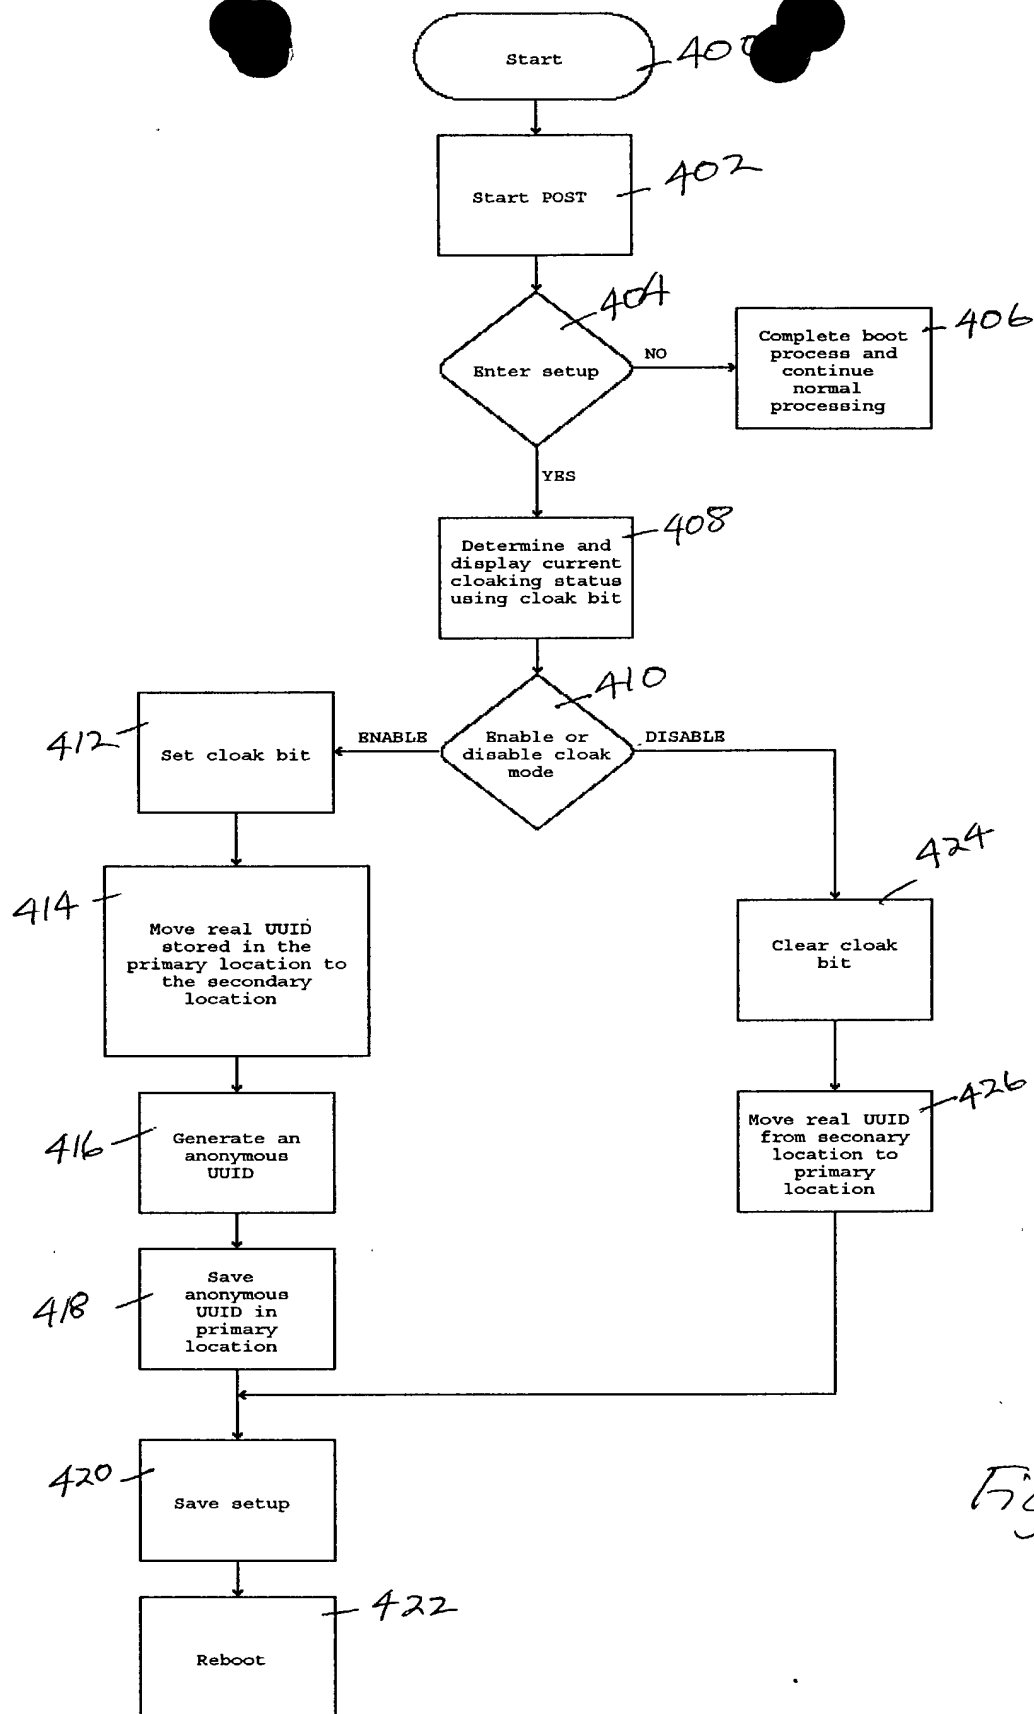 Start
400
Start POST
402
404
Enter setup
NO
Complete boot
process and
continue
normal
processing
406
YES
Determine and
display current
cloaking status
using cloak bit
408
410
Enable or
disable cloak
mode
ENABLE
DISABLE
412
Set cloak bit
414
Move real UUID
stored in the
primary location to
the secondary
location
424
Clear cloak
bit
416
Generate an
anonymous
UUID
426
Move real UUID
from seconary
location to
primary
location
418
Save
anonymous
UUID in
primary
location
420
Save setup
Fig
422
Reboot